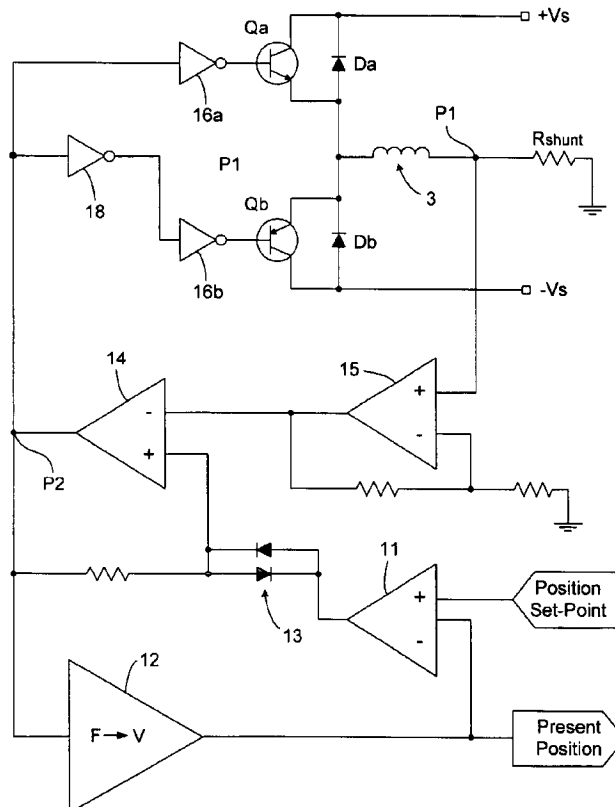 +Vs
Qa
Da
16a
P1
Rshunt
18
P1
Qb
3
Db
16b
-Vs
14
15
+
-
-
+
P2
11
+
-
Position
Set-Point
13
12
F → V
Present
Position